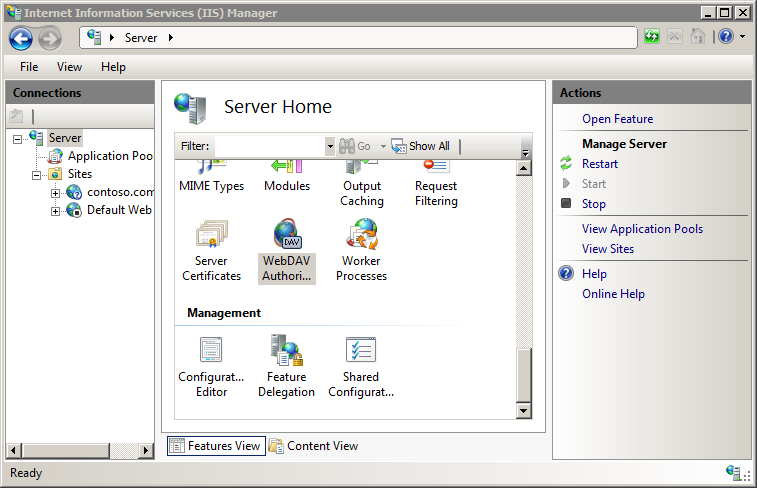 Internet Information Services (IIS) Manager
Server
File View Help
Connections
Server
Application Poo
Sites
contoso.com
Default Web
Server Home
Filter: Go Show All
MIME Types Modules Output Caching Request Filtering
Server Certificates WebDAV Authori... Worker Processes
Management
Configurat... Editor Feature Delegation Shared Configurat...
Features View Content View
Actions
Open Feature
Manage Server
Restart
Start
Stop
View Application Pools
View Sites
Help
Online Help
Ready